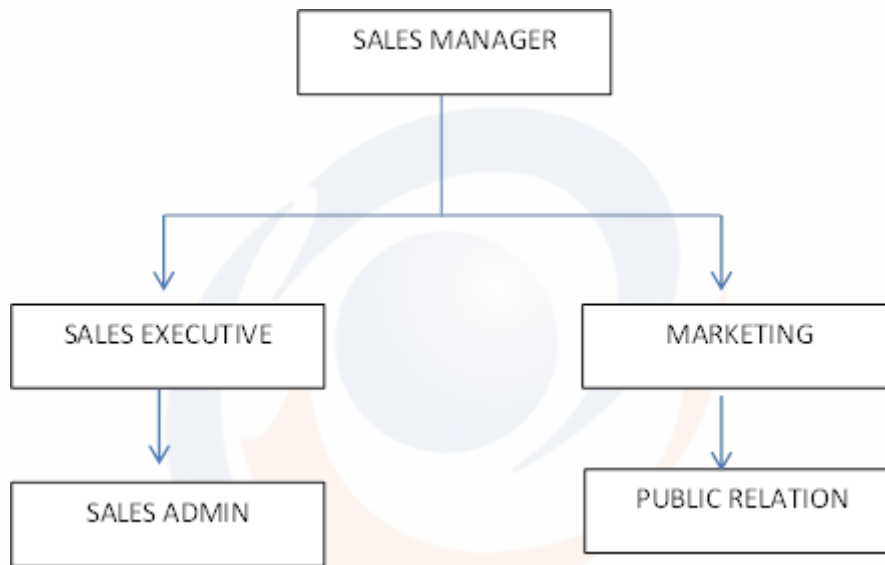 SALES MANAGER
SALES EXECUTIVE
MARKETING
SALES ADMIN
PUBLIC RELATION